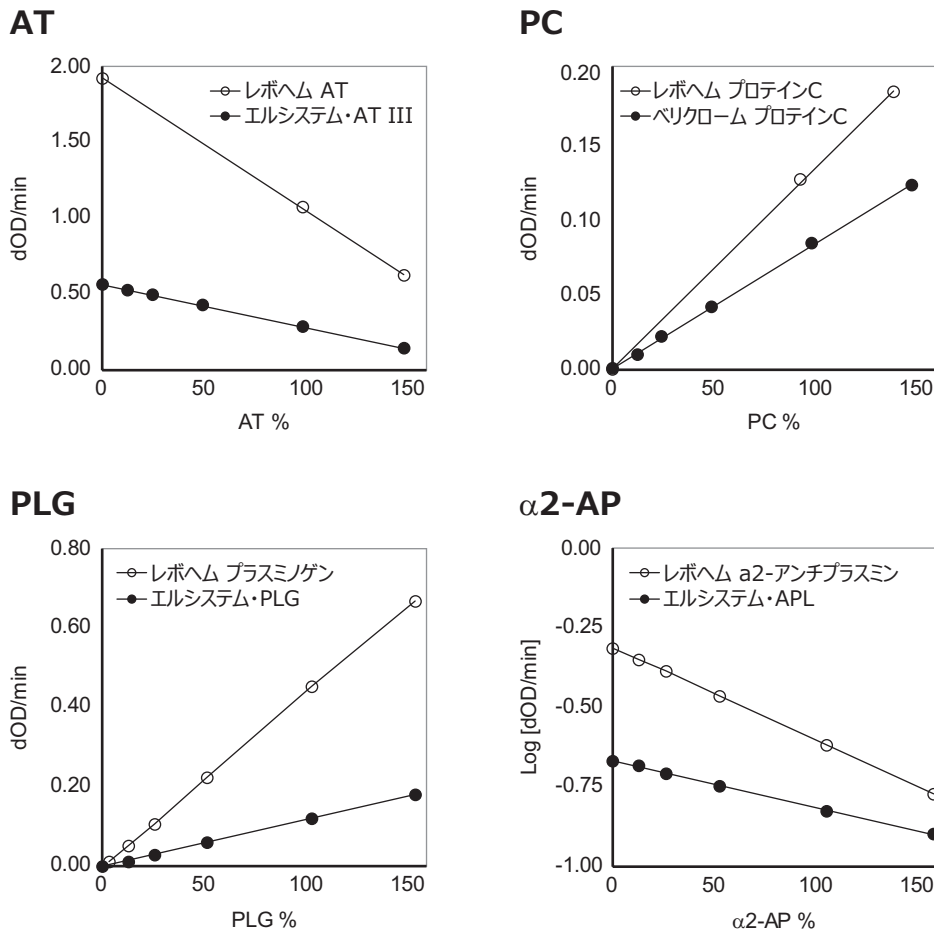 AT
2.00
1.50
1.00
0.50
0.00
dOD/min
レボヘム AT
エルシステム・AT III
0
50
100
150
AT %
PC
0.20
0.15
0.10
0.05
0.00
dOD/min
レボヘム プロテインC
ベリクローム プロテインC
0
50
100
150
PC %
PLG
0.80
0.60
0.40
0.20
0.00
dOD/min
レボヘム プラスミノゲン
エルシステム・PLG
0
50
100
150
PLG %
α2-AP
0.00
-0.25
-0.50
-0.75
-1.00
Log [dOD/min]
レボヘム a2-アンチプラスミン
エルシステム・APL
0
50
100
150
α2-AP %